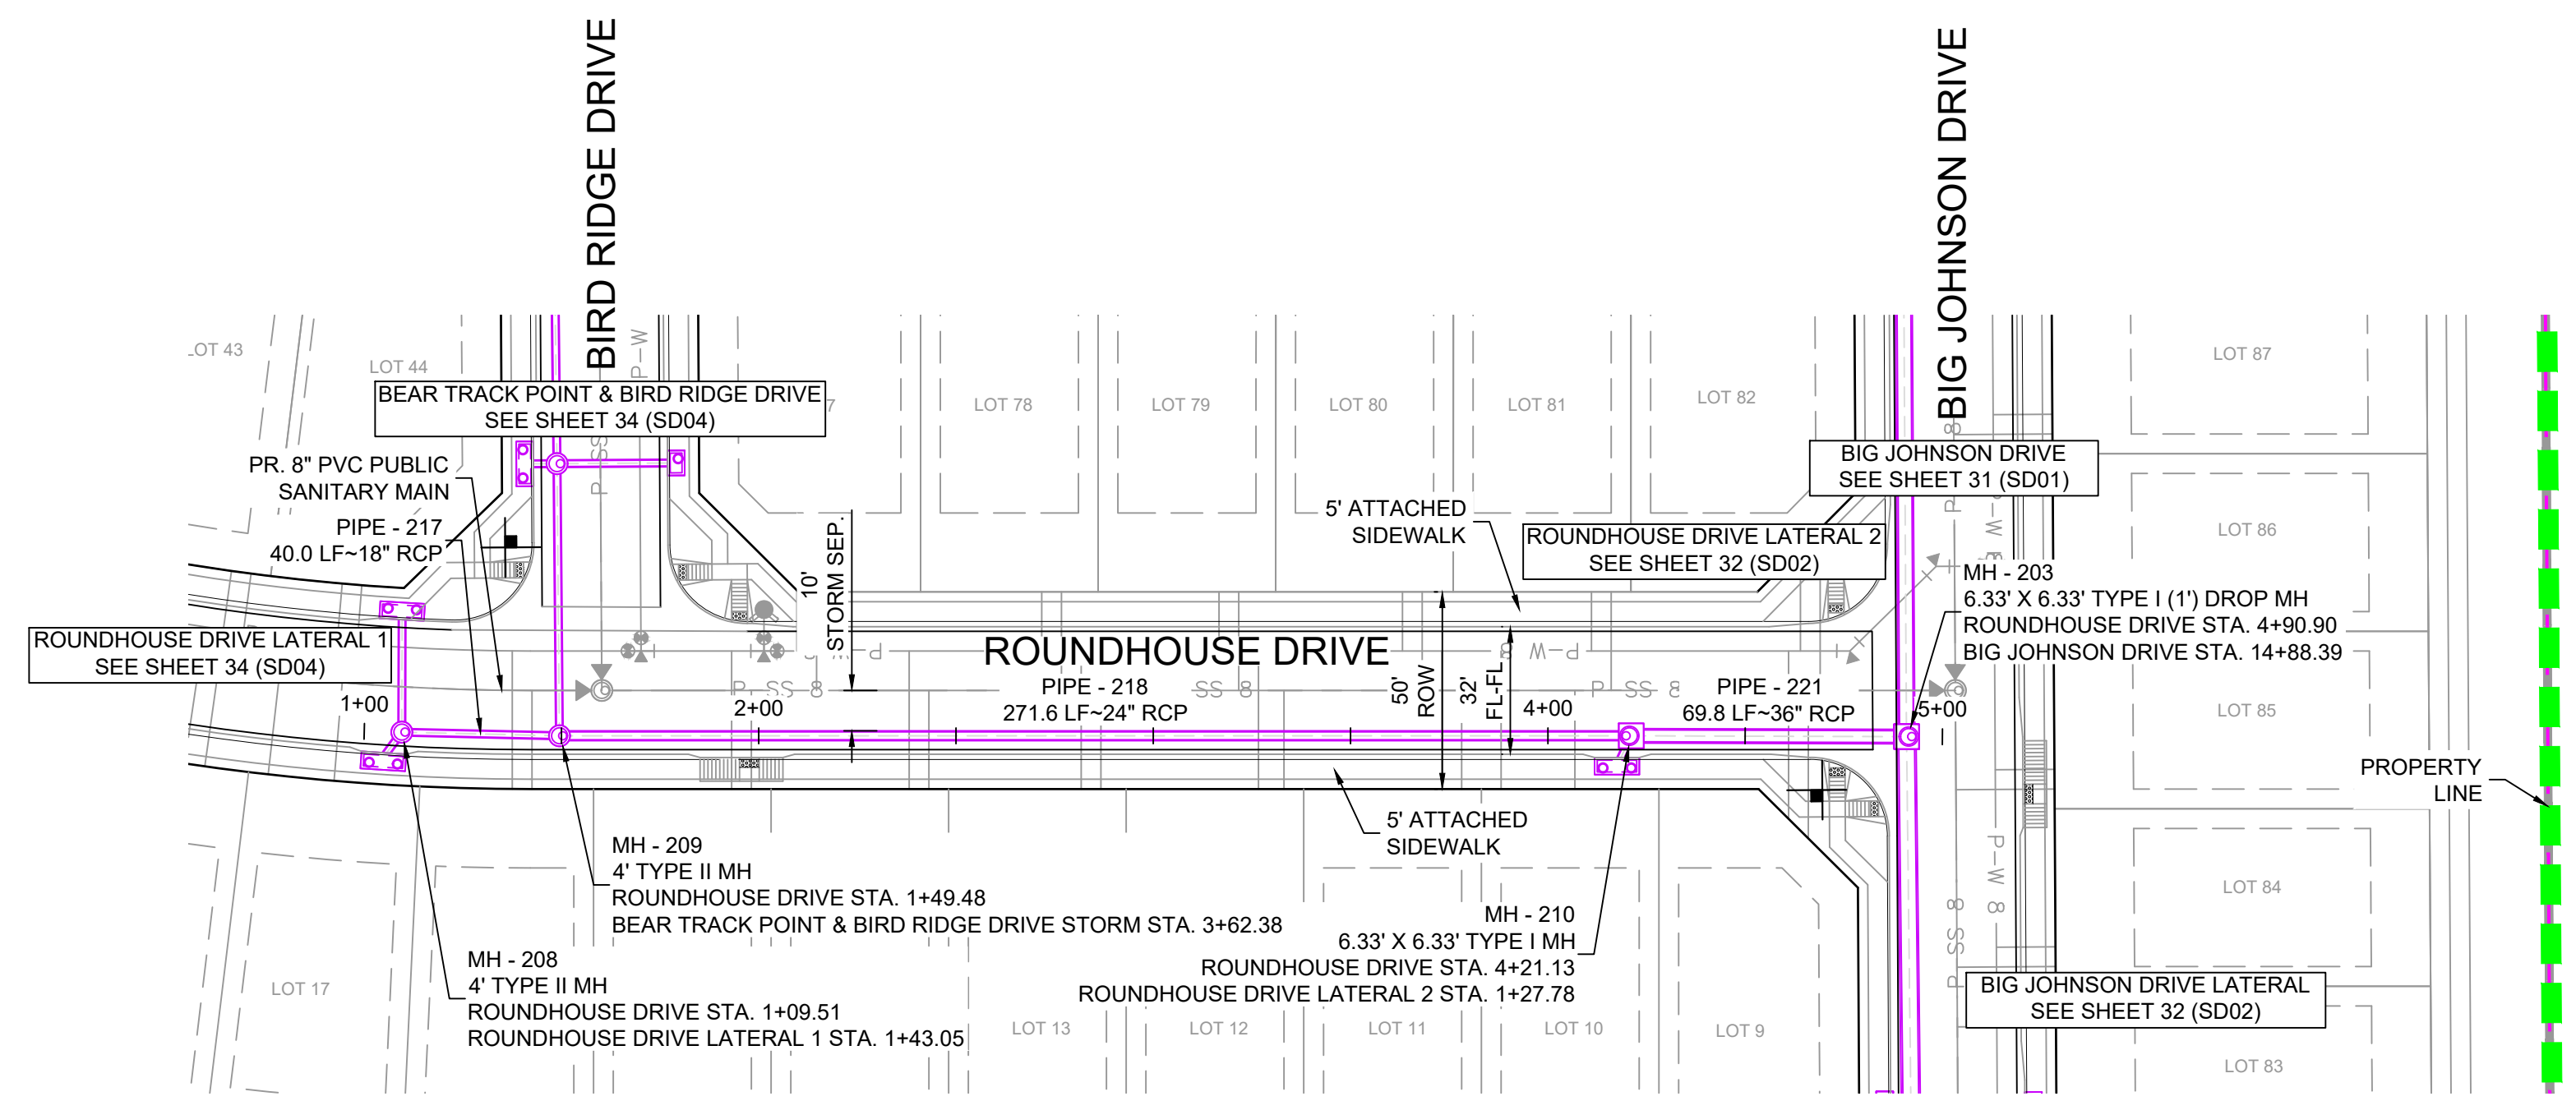 BIRD RIDGE DRIVE
BIG JOHNSON DRIVE
LOT 44
LOT 78
LOT 79
LOT 80
LOT 81
LOT 82
LOT 87
BEAR TRACK POINT & BIRD RIDGE DRIVE
SEE SHEET 34 (SD04)
PR. 8" PVC PUBLIC
SANITARY MAIN
PIPE - 217
40.0 LF~18" RCP
10'
STORM SEP.
5' ATTACHED
SIDEWALK
ROUNDHOUSE DRIVE LATERAL 2
SEE SHEET 32 (SD02)
BIG JOHNSON DRIVE
SEE SHEET 31 (SD01)
LOT 86
MH - 203
6.33' X 6.33' TYPE I (1') DROP MH
ROUNDHOUSE DRIVE STA. 4+90.90
BIG JOHNSON DRIVE STA. 14+88.39
ROUNDHOUSE DRIVE LATERAL 1
SEE SHEET 34 (SD04)
ROUNDHOUSE DRIVE
1+00
2+00
PIPE - 218
271.6 LF~24" RCP
50'
ROW
32'
FL-FL
4+00
PIPE - 221
69.8 LF~36" RCP
5+00
LOT 85
PROPERTY
LINE
5' ATTACHED
SIDEWALK
MH - 209
4' TYPE II MH
ROUNDHOUSE DRIVE STA. 1+49.48
BEAR TRACK POINT & BIRD RIDGE DRIVE STORM STA. 3+62.38
MH - 210
6.33' X 6.33' TYPE I MH
ROUNDHOUSE DRIVE STA. 4+21.13
ROUNDHOUSE DRIVE LATERAL 2 STA. 1+27.78
MH - 208
4' TYPE II MH
ROUNDHOUSE DRIVE STA. 1+09.51
ROUNDHOUSE DRIVE LATERAL 1 STA. 1+43.05
LOT 17
LOT 13
LOT 12
LOT 11
LOT 10
LOT 9
LOT 84
BIG JOHNSON DRIVE LATERAL
SEE SHEET 32 (SD02)
LOT 83
P-W
P SS 8
SS 8
P SS 8
P-W 8
P SS 8